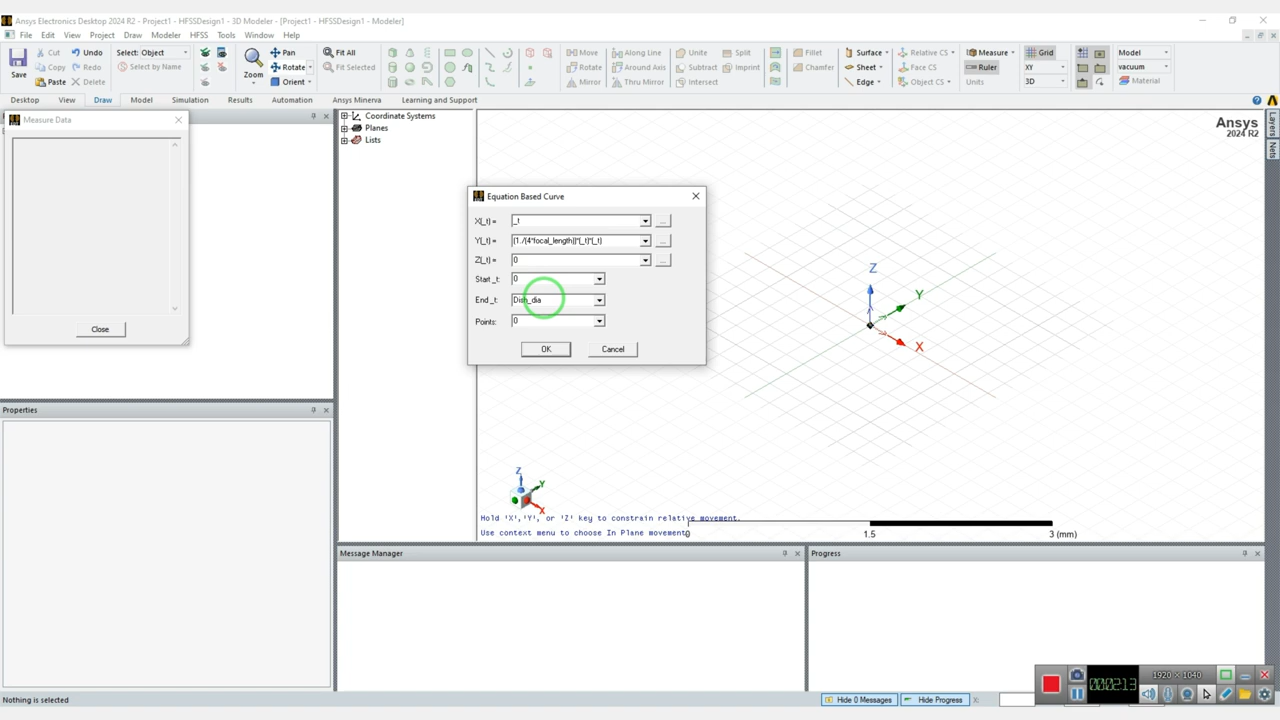 Ansys Electronics Desktop 2024 R2 - Project1 - HFSSDesign1 - 3D Modeler - [Project1 - HFSSDesign1 - Modeler]
File Edit View Project Draw Modeler HFSS Tools Window Help
Save
Cut Undo
Copy Redo
Paste Delete
Select: Object
Select by Name
Zoom
Pan
Rotate
Orient
Fit All
Fit Selected
Move Along Line
Rotate Around Axis
Mirror Thru Mirror
Unite Split
Subtract Imprint
Intersect
Fillet
Chamfer
Surface
Sheet
Edge
Relative CS
Face CS
Object CS
Measure
Ruler
Units
Grid
XY
3D
Model
vacuum
Material
Desktop View Draw Model Simulation Results Automation Ansys Minerva Learning and Support
Measure Data
Close
Coordinate Systems
Planes
Lists
Ansys
2024 R2
Layers
Nets
Equation Based Curve
X(_t) = _t
Y(_t) = (1./(4*focal_length))*(_t)*(_t)
Z(_t) = 0
Start _t: 0
End _t: Dish_dia
Points: 0
OK Cancel
Z
Y
X
Z
Y
X
Hold 'X','Y', or 'Z' key to constrain relative movement.
Use context menu to choose In Plane movement
0 1.5 3 (mm)
Properties
Message Manager
Progress
Nothing is selected
Hide 0 Messages Hide Progress
1920 × 1040
00:02:13